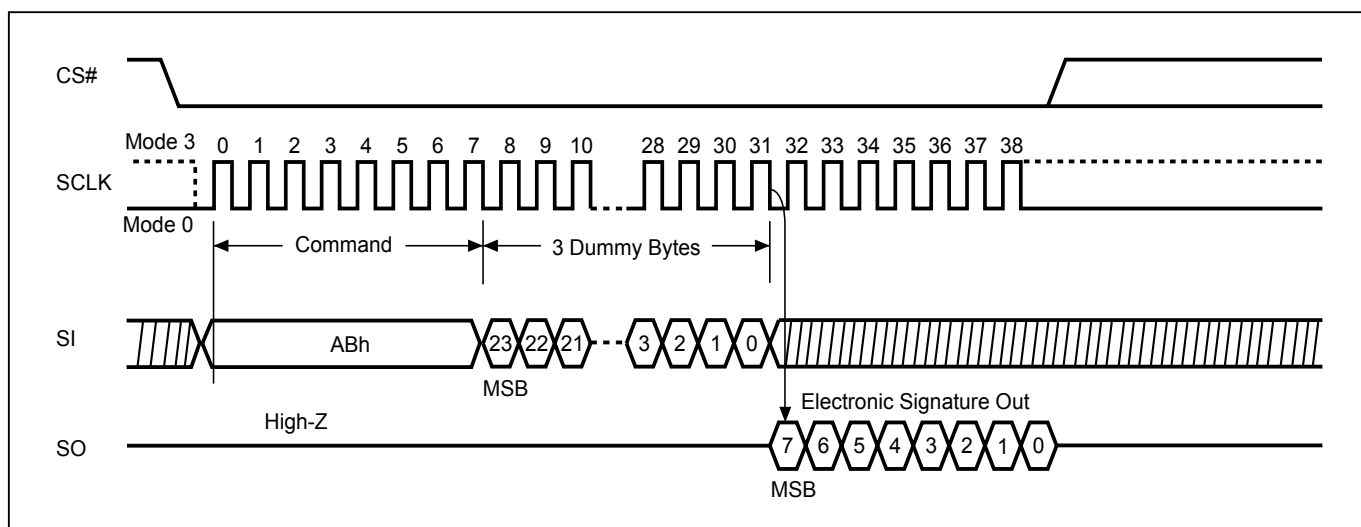 CS#
Mode 3
0 1 2 3 4 5 6 7 8 9 10 28 29 30 31 32 33 34 35 36 37 38
SCLK
Mode 0
Command
3 Dummy Bytes
SI
ABh
23 22 21 3 2 1 0
MSB
High-Z
Electronic Signature Out
SO
7 6 5 4 3 2 1 0
MSB